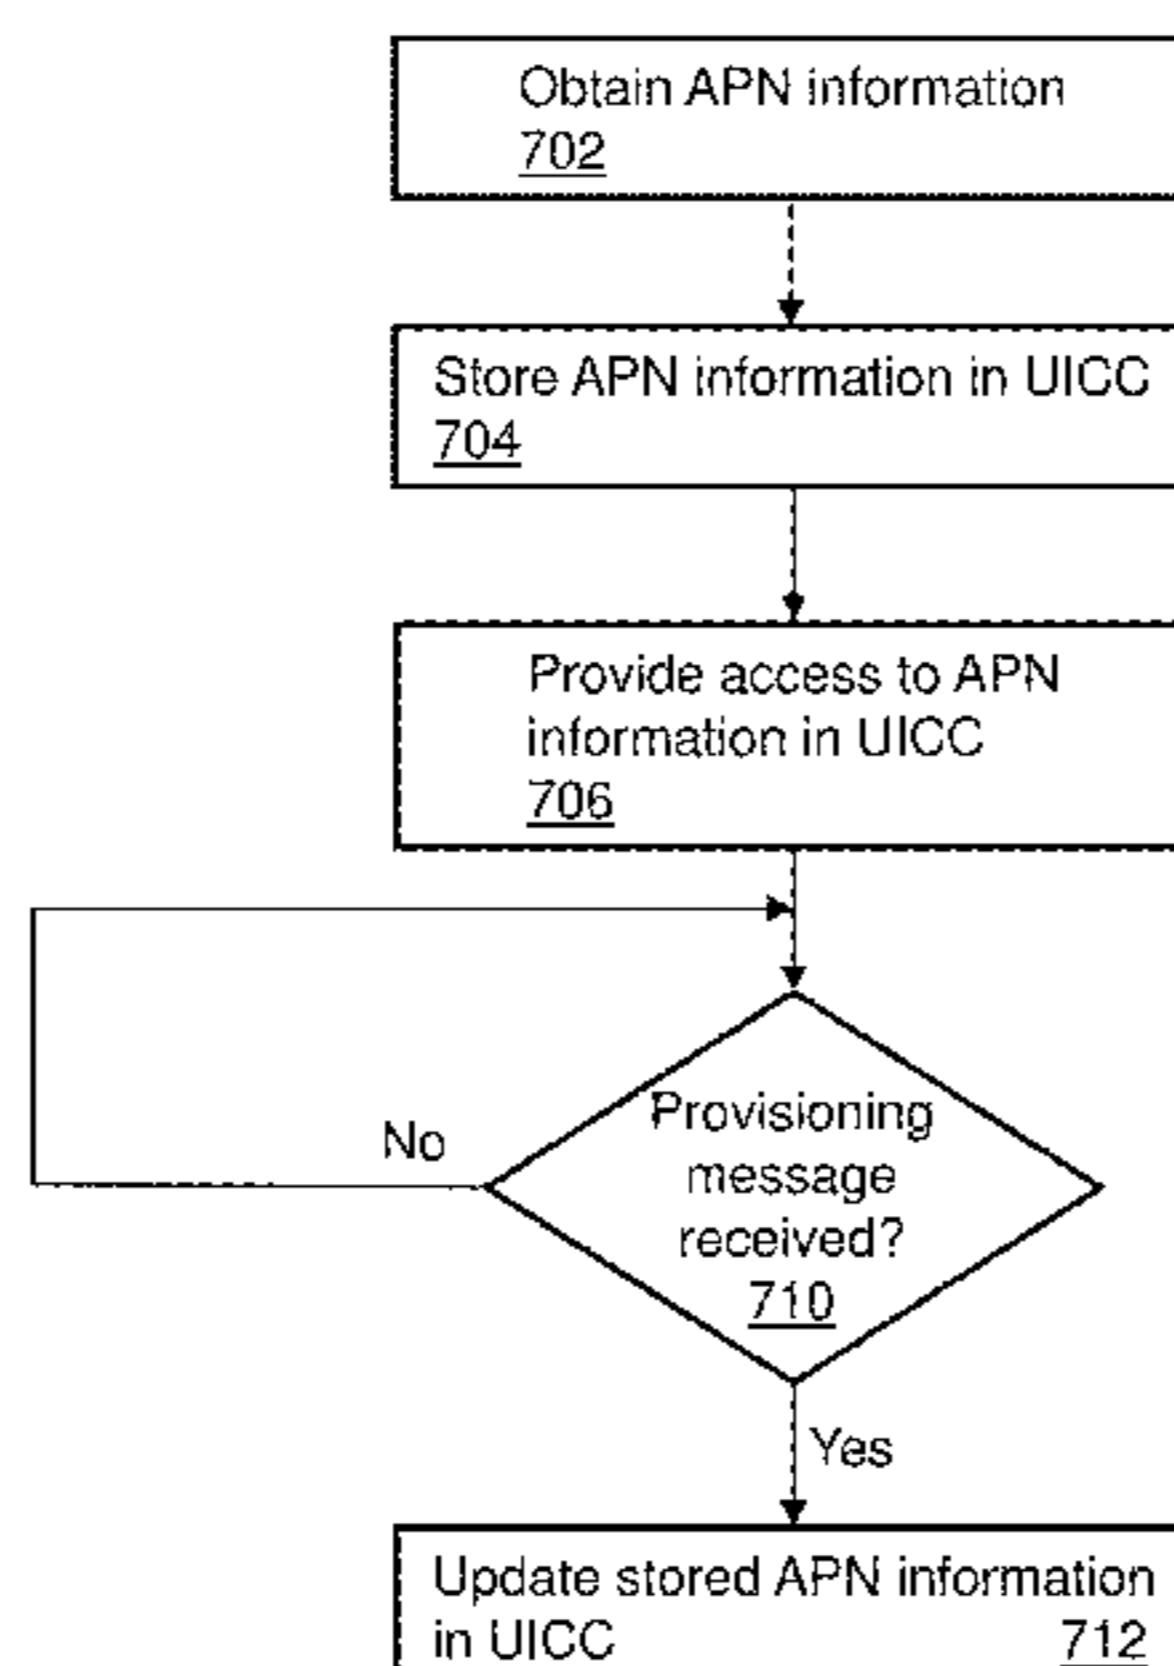 Obtain APN information
702
Store APN information in UICC
704
Provide access to APN
information in UICC
706
No
Provisioning
message
received?
710
Yes
Update stored APN information
in UICC 712